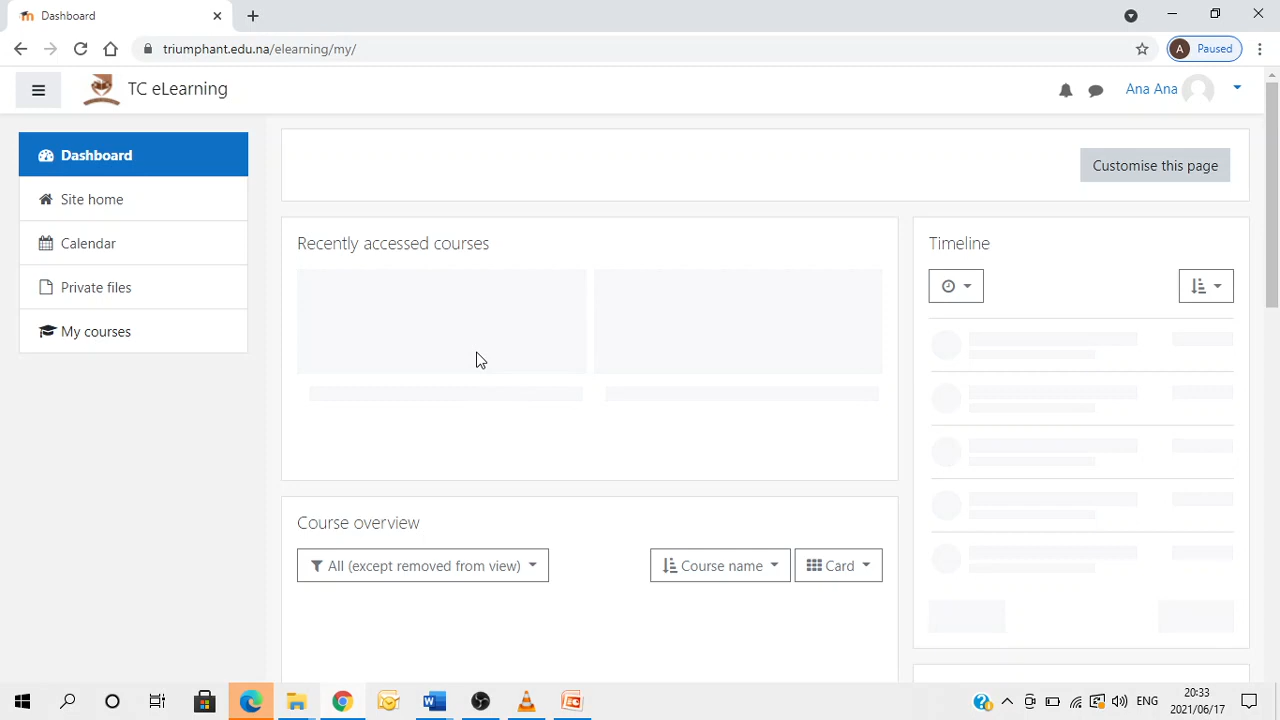 Dashboard
triumphant.edu.na/elearning/my/
A Paused
TC eLearning
Ana Ana
Dashboard
Site home
Calendar
Private files
My courses
Customise this page
Recently accessed courses
Timeline
Course overview
All (except removed from view)
Course name
Card
ENG
20:33
2021/06/17